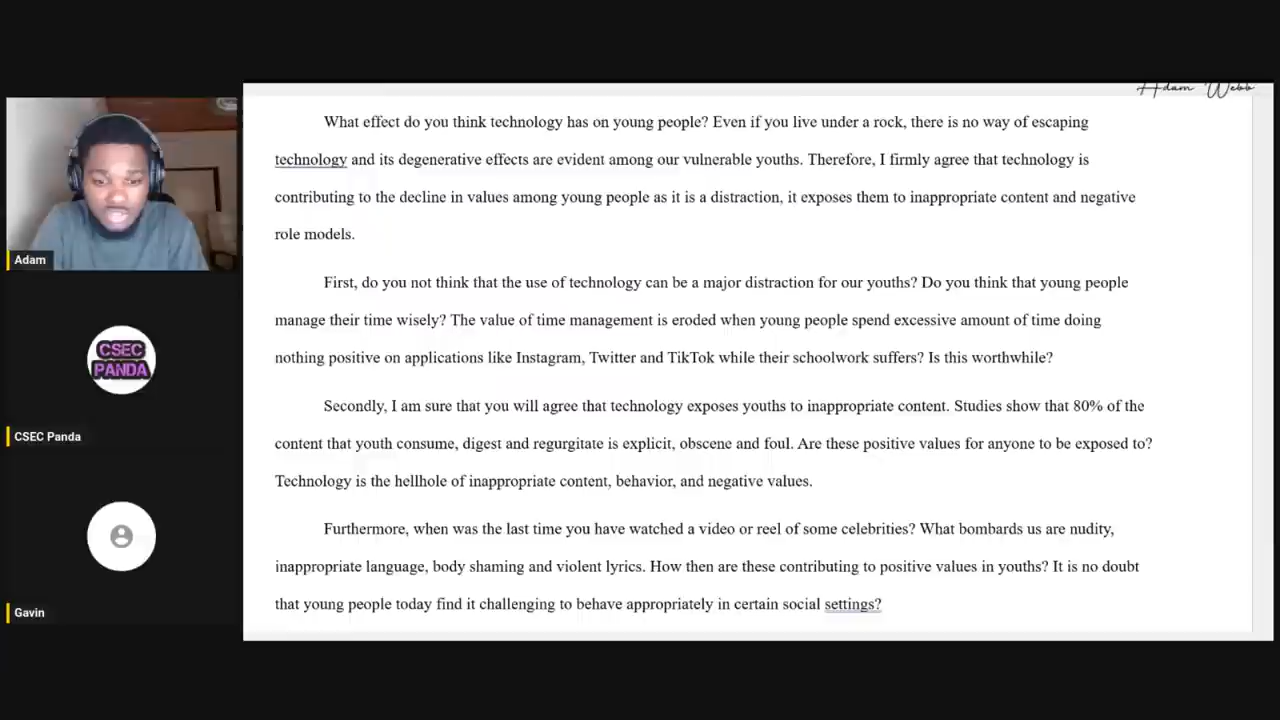 Adam Webb
What effect do you think technology has on young people? Even if you live under a rock, there is no way of escaping
technology and its degenerative effects are evident among our vulnerable youths. Therefore, I firmly agree that technology is
contributing to the decline in values among young people as it is a distraction, it exposes them to inappropriate content and negative
role models.
First, do you not think that the use of technology can be a major distraction for our youths? Do you think that young people
manage their time wisely? The value of time management is eroded when young people spend excessive amount of time doing
nothing positive on applications like Instagram, Twitter and TikTok while their schoolwork suffers? Is this worthwhile?
Secondly, I am sure that you will agree that technology exposes youths to inappropriate content. Studies show that 80% of the
content that youth consume, digest and regurgitate is explicit, obscene and foul. Are these positive values for anyone to be exposed to?
Technology is the hellhole of inappropriate content, behavior, and negative values.
Furthermore, when was the last time you have watched a video or reel of some celebrities? What bombards us are nudity,
inappropriate language, body shaming and violent lyrics. How then are these contributing to positive values in youths? It is no doubt
that young people today find it challenging to behave appropriately in certain social settings?
Adam
CSEC
PANDA
CSEC Panda
Gavin